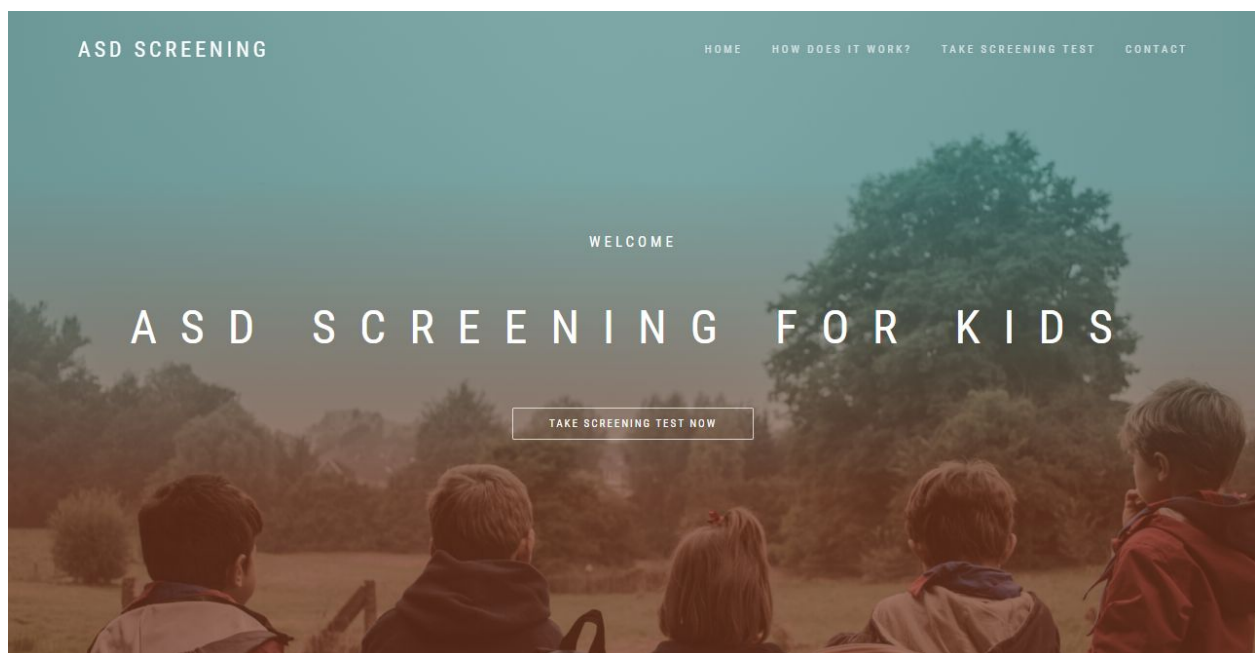 ASD SCREENING
HOME HOW DOES IT WORK? TAKE SCREENING TEST CONTACT
WELCOME
ASD SCREENING FOR KIDS
TAKE SCREENING TEST NOW